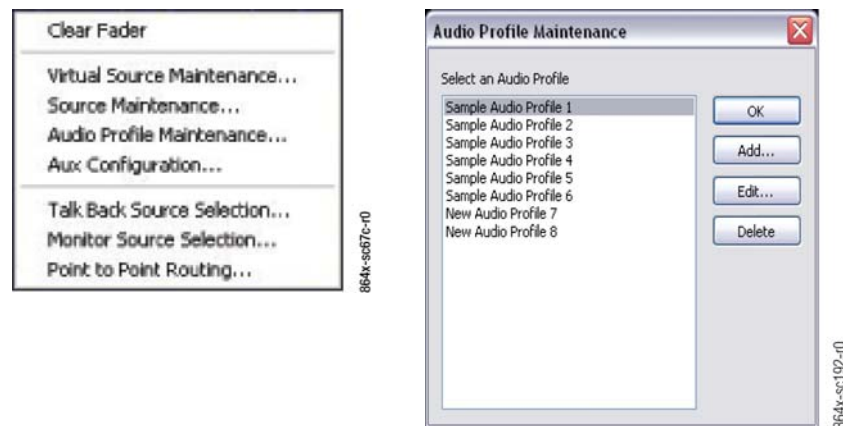 Clear Fader
Virtual Source Maintenance...
Source Maintenance...
Audio Profile Maintenance...
Aux Configuration...
Talk Back Source Selection...
Monitor Source Selection...
Point to Point Routing...
864x-sc67c-r0
Audio Profile Maintenance
Select an Audio Profile
Sample Audio Profile 1
Sample Audio Profile 2
Sample Audio Profile 3
Sample Audio Profile 4
Sample Audio Profile 5
Sample Audio Profile 6
New Audio Profile 7
New Audio Profile 8
OK
Add...
Edit...
Delete
864x-sc192-r0